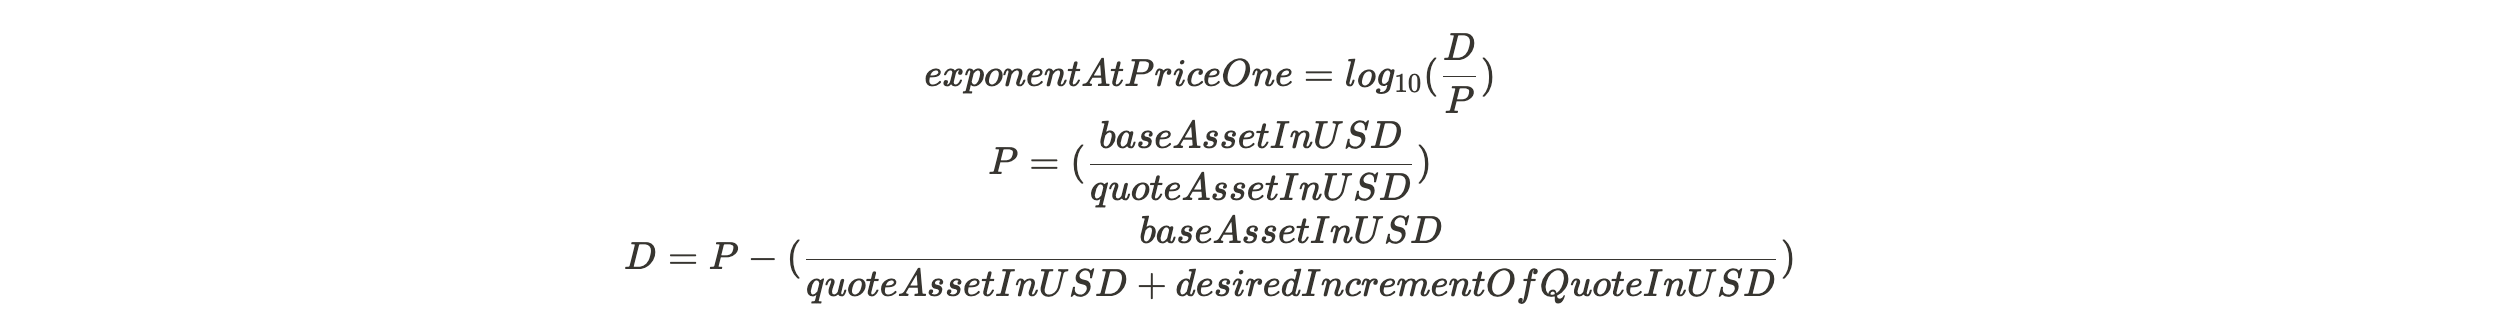 exponentAtPriceOne = log₁₀(D/P)
P = (baseAssetInUSD/quoteAssetInUSD)
D = P − (baseAssetInUSD/quoteAssetInUSD + desiredIncrementOfQuoteInUSD)